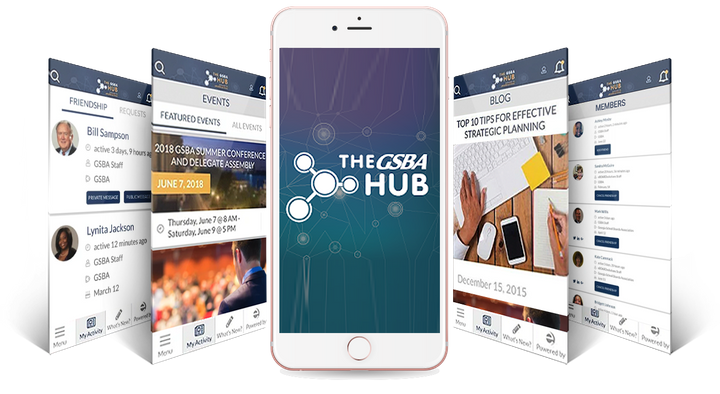 THE GSBA
HUB
FRIENDSHIP
REQUESTS
Bill Sampson
active 3 days, 9 hours ago
GSBA Staff
GSBA
PRIVATE MESSAGE
PUBLIC MESSAGE
Lynita Jackson
active 12 minutes ago
GSBA Staff
GSBA
March 12
Menu
My Activity
What's New?
Powered by
THE GSBA
HUB
EVENTS
FEATURED EVENTS
ALL EVENTS
2018 GSBA SUMMER CONFERENCE
AND DELEGATE ASSEMBLY
JUNE 7, 2018
Thursday, June 7 @ 8 AM -
Saturday, June 9 @ 5 PM
Menu
My Activity
What's New?
Powered by
THE GSBA
HUB
THE GSBA
HUB
BLOG
TOP 10 TIPS FOR EFFECTIVE
STRATEGIC PLANNING
December 15, 2015
Menu
My Activity
What's New?
Powered by
THE GSBA
HUB
MEMBERS
Menu
My Activity
What's New?
Powered by